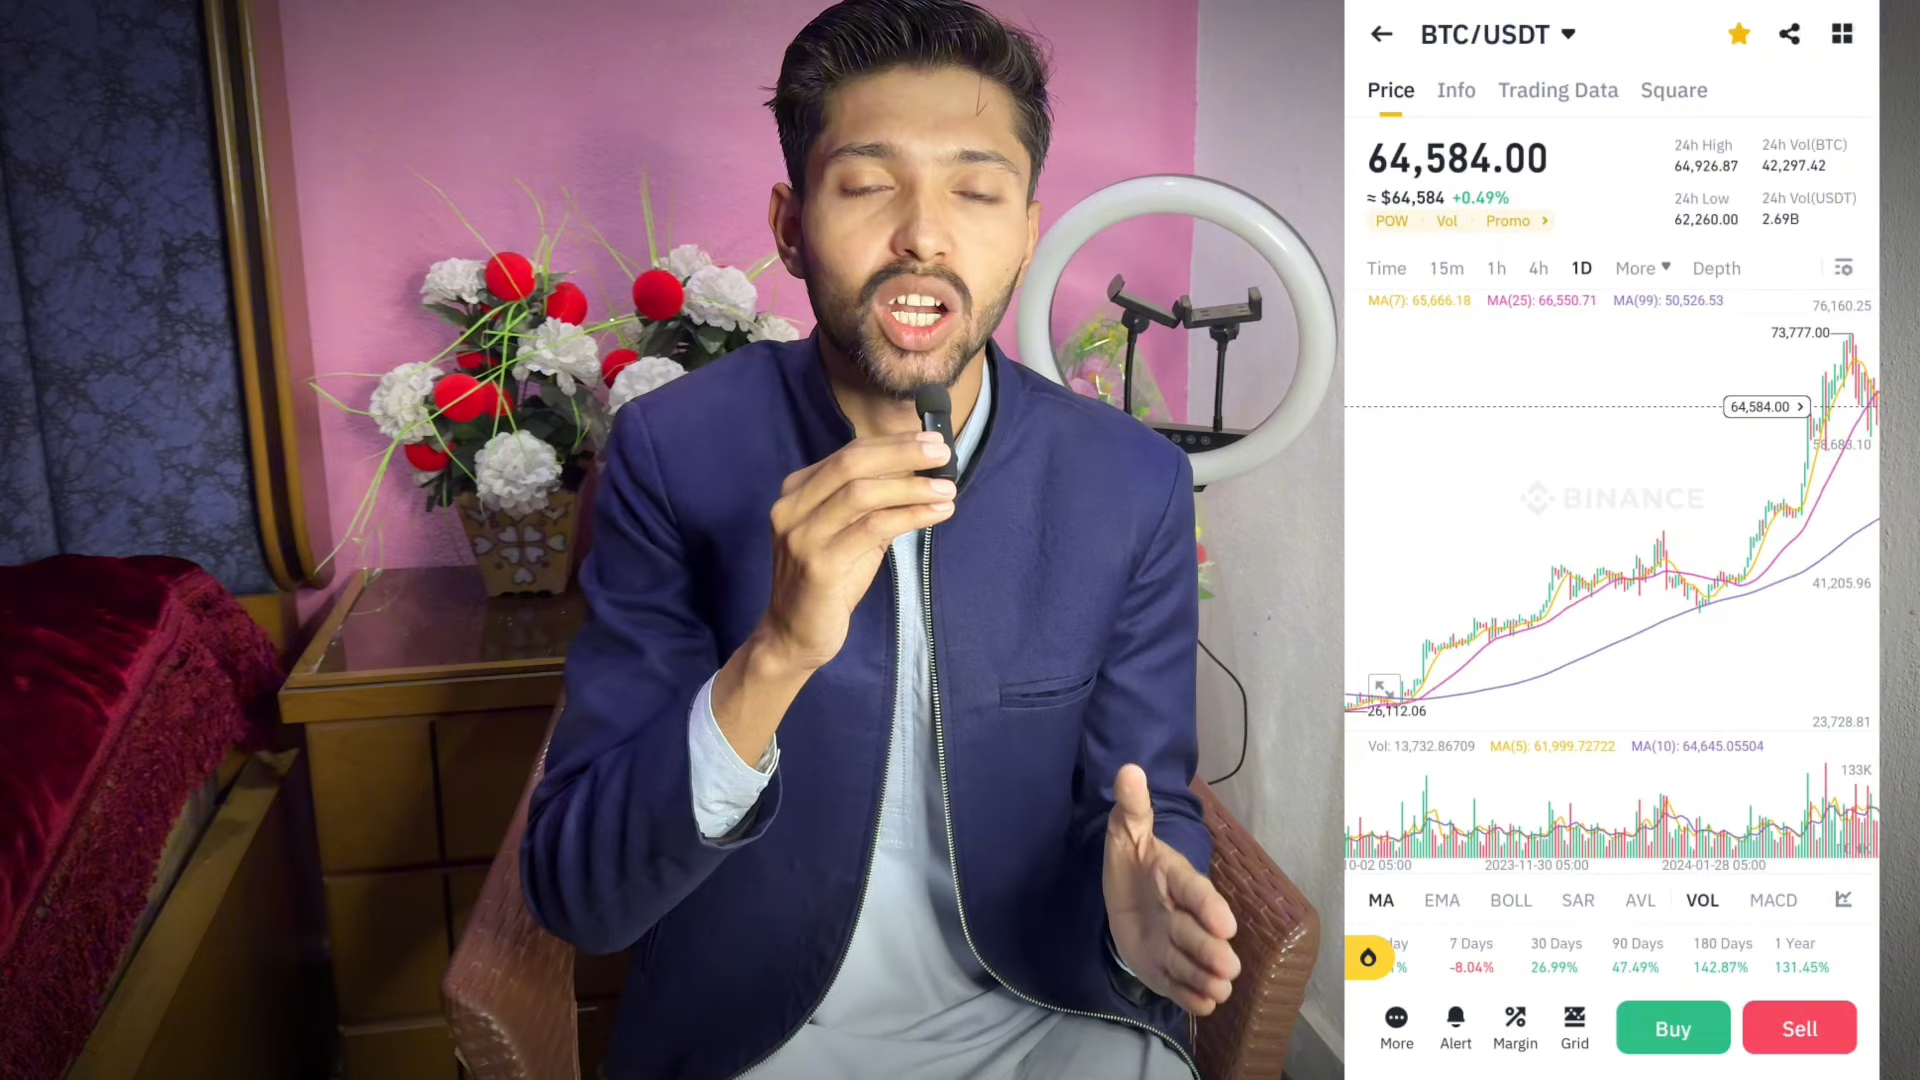 BTC/USDT
Price Info Trading Data Square
64,584.00
≈ $64,584 +0.49%
POW Vol Promo
24h High
64,926.87
24h Vol(BTC)
42,297.42
24h Low
62,260.00
24h Vol(USDT)
2.69B
Time 15m 1h 4h 1D More Depth
MA(7): 65,666.18 MA(25): 66,550.71 MA(99): 50,526.53
76,160.25
73,777.00
64,584.00
58,683.10
BINANCE
41,205.96
26,112.06
23,728.81
Vol: 13,732.86709 MA(5): 61,999.72722 MA(10): 64,645.05504
133K
10-02 05:00 2023-11-30 05:00 2024-01-28 05:00
MA EMA BOLL SAR AVL VOL MACD
7 Days 30 Days 90 Days 180 Days 1 Year
-8.04% 26.99% 47.49% 142.87% 131.45%
More Alert Margin Grid Buy Sell